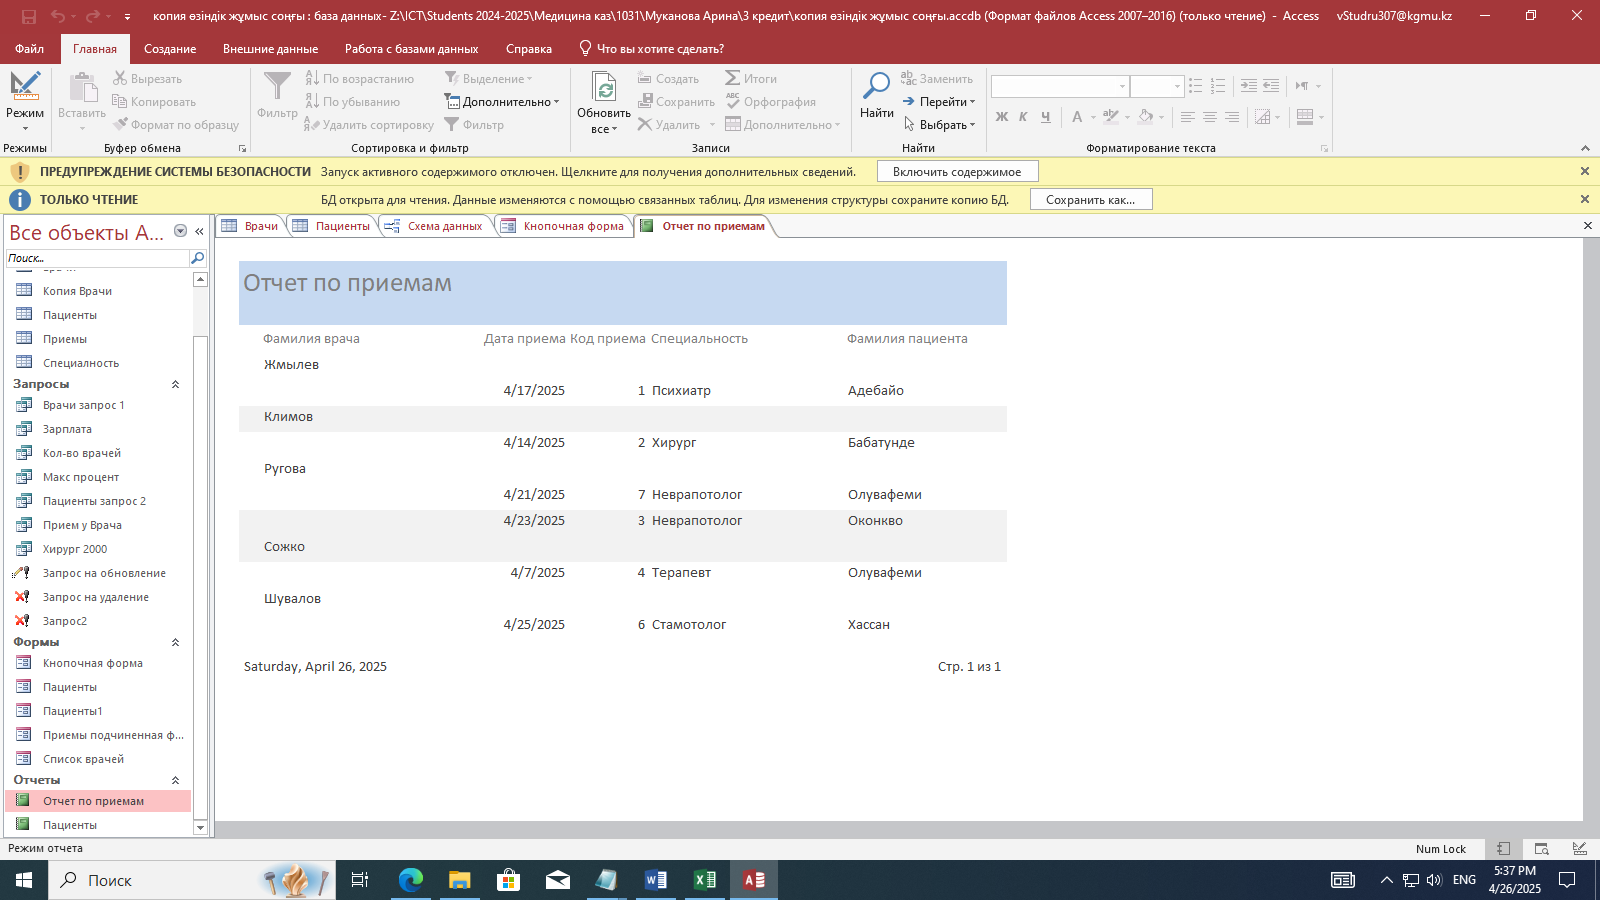 копия өзіндік жұмыс соңғы : база данных- Z:\ICT\Students 2024-2025\Медицина каз\1031\Муканова Арина\3 кредит\копия өзіндік жұмыс соңғы.accdb (Формат файлов Access 2007–2016) (только чтение) - Access
vStudru307@kgmu.kz
Файл Главная Создание Внешние данные Работа с базами данных Справка Что вы хотите сделать?
Режим
Режимы
Вставить
Вырезать
Копировать
Формат по образцу
Буфер обмена
Фильтр
По возрастанию
По убыванию
Удалить сортировку
Выделение
Дополнительно
Фильтр
Сортировка и фильтр
Обновить
все
Создать
Сохранить
Удалить
Итоги
Орфография
Дополнительно
Записи
Найти
Заменить
Перейти
Выбрать
Найти
Ж К Ч
Форматирование текста
ПРЕДУПРЕЖДЕНИЕ СИСТЕМЫ БЕЗОПАСНОСТИ Запуск активного содержимого отключен. Щелкните для получения дополнительных сведений. Включить содержимое
ТОЛЬКО ЧТЕНИЕ БД открыта для чтения. Данные изменяются с помощью связанных таблиц. Для изменения структуры сохраните копию БД. Сохранить как...
Все объекты A...
Поиск...
Копия Врачи
Пациенты
Приемы
Специальность
Запросы
Врачи запрос 1
Зарплата
Кол-во врачей
Макс процент
Пациенты запрос 2
Прием у Врача
Хирург 2000
Запрос на обновление
Запрос на удаление
Запрос2
Формы
Кнопочная форма
Пациенты
Пациенты1
Приемы подчиненная ф...
Список врачей
Отчеты
Отчет по приемам
Пациенты
Врачи Пациенты Схема данных Кнопочная форма Отчет по приемам
Отчет по приемам
Фамилия врача Дата приема Код приема Специальность Фамилия пациента
Жмылев
4/17/2025 1 Психиатр Адебайо
Климов
4/14/2025 2 Хирург Бабатунде
Ругова
4/21/2025 7 Неврапотолог Олувафеми
4/23/2025 3 Неврапотолог Оконкво
Сожко
4/7/2025 4 Терапевт Олувафеми
Шувалов
4/25/2025 6 Стамотолог Хассан
Saturday, April 26, 2025 Стр. 1 из 1
Режим отчета
Num Lock
Поиск
ENG
5:37 PM
4/26/2025